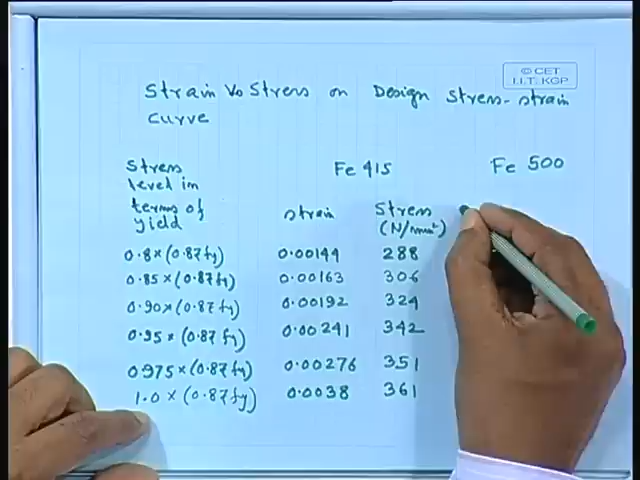 © CET
I.I.T. KGP
Strain Vs Stress on Design Stress-strain
curve
Stress level in terms of yield
Fe 415
Fe 500
strain
Stress (N/mm²)
0.8 × (0.87fy) 0.00144 288
0.85 × (0.87fy) 0.00163 306
0.90 × (0.87fy) 0.00192 324
0.95 × (0.87fy) 0.00241 342
0.975 × (0.87fy) 0.00276 351
1.0 × (0.87fy) 0.0038 361